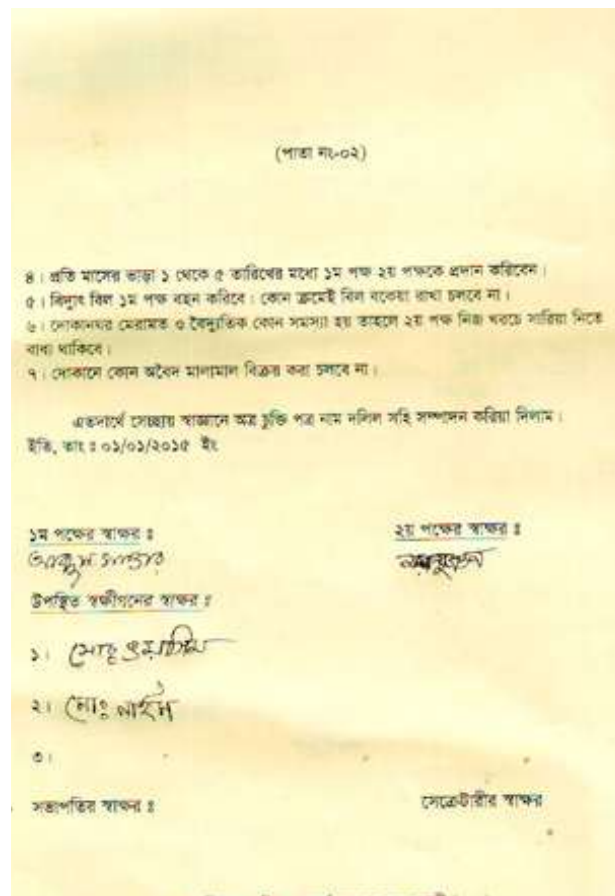 (পাতা নং-০২)
৪। প্রতি মাসের ভাড়া ১ থেকে ৫ তারিখের মধ্যে ১ম পক্ষ ২য় পক্ষকে প্রদান করিবেন।
৫। বিদ্যুৎ বিল ১ম পক্ষ বহন করিবে। কোন ক্রমেই বিল বকেয়া রাখা চলবে না।
৬। দোকানঘর মেরামত ও বৈদ্যুতিক কোন সমস্যা হয় তাহলে ২য় পক্ষ নিজ খরচে সারিয়া নিতে
বাধ্য থাকিবে।
৭। দোকানে কোন অবৈদ মালামাল বিক্রয় করা চলবে না।
এতদার্থে সেচ্ছায় স্বাজ্ঞানে অত্র চুক্তি পত্র নাম দলিল সহি সম্পাদন করিয়া দিলাম।
ইতি, তাং ঃ ০১/০১/২০১৫ ইং
১ম পক্ষের স্বাক্ষর ঃ ২য় পক্ষের স্বাক্ষর ঃ
উপস্থিত স্বক্ষীগনের স্বাক্ষর ঃ
১।
২। মোঃ নাইম
৩।
সভাপতির স্বাক্ষর ঃ সেক্রেটারীর স্বাক্ষর